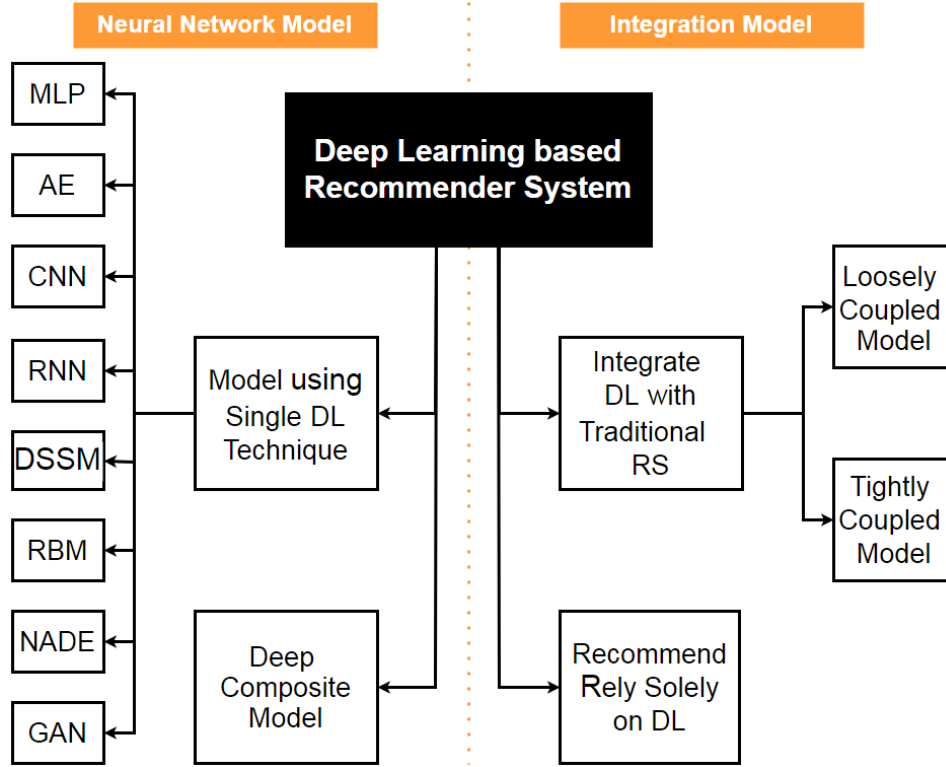 Neural Network Model
Integration Model
Deep Learning based
Recommender System
MLP
AE
CNN
RNN
DSSM
RBM
NADE
GAN
Model using
Single DL
Technique
Deep
Composite
Model
Integrate
DL with
Traditional
RS
Recommend
Rely Solely
on DL
Loosely
Coupled
Model
Tightly
Coupled
Model